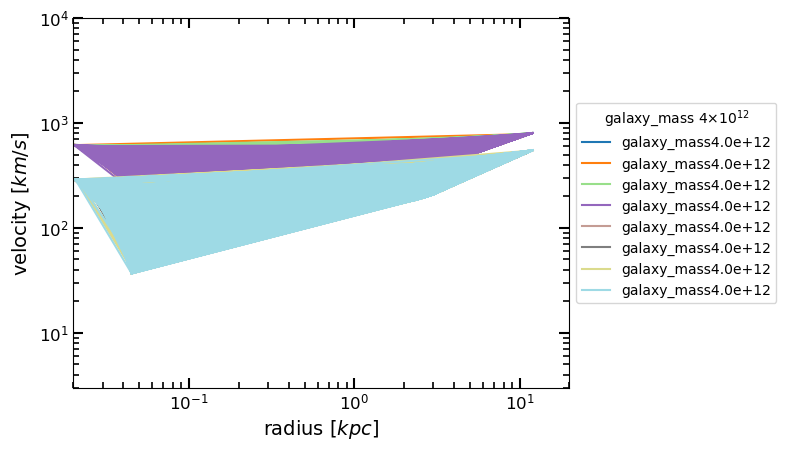 10^4
10^3
10^2
10^1
velocity [km/s]
10^-1
10^0
10^1
radius [kpc]
galaxy_mass 4×10^12
galaxy_mass4.0e+12
galaxy_mass4.0e+12
galaxy_mass4.0e+12
galaxy_mass4.0e+12
galaxy_mass4.0e+12
galaxy_mass4.0e+12
galaxy_mass4.0e+12
galaxy_mass4.0e+12